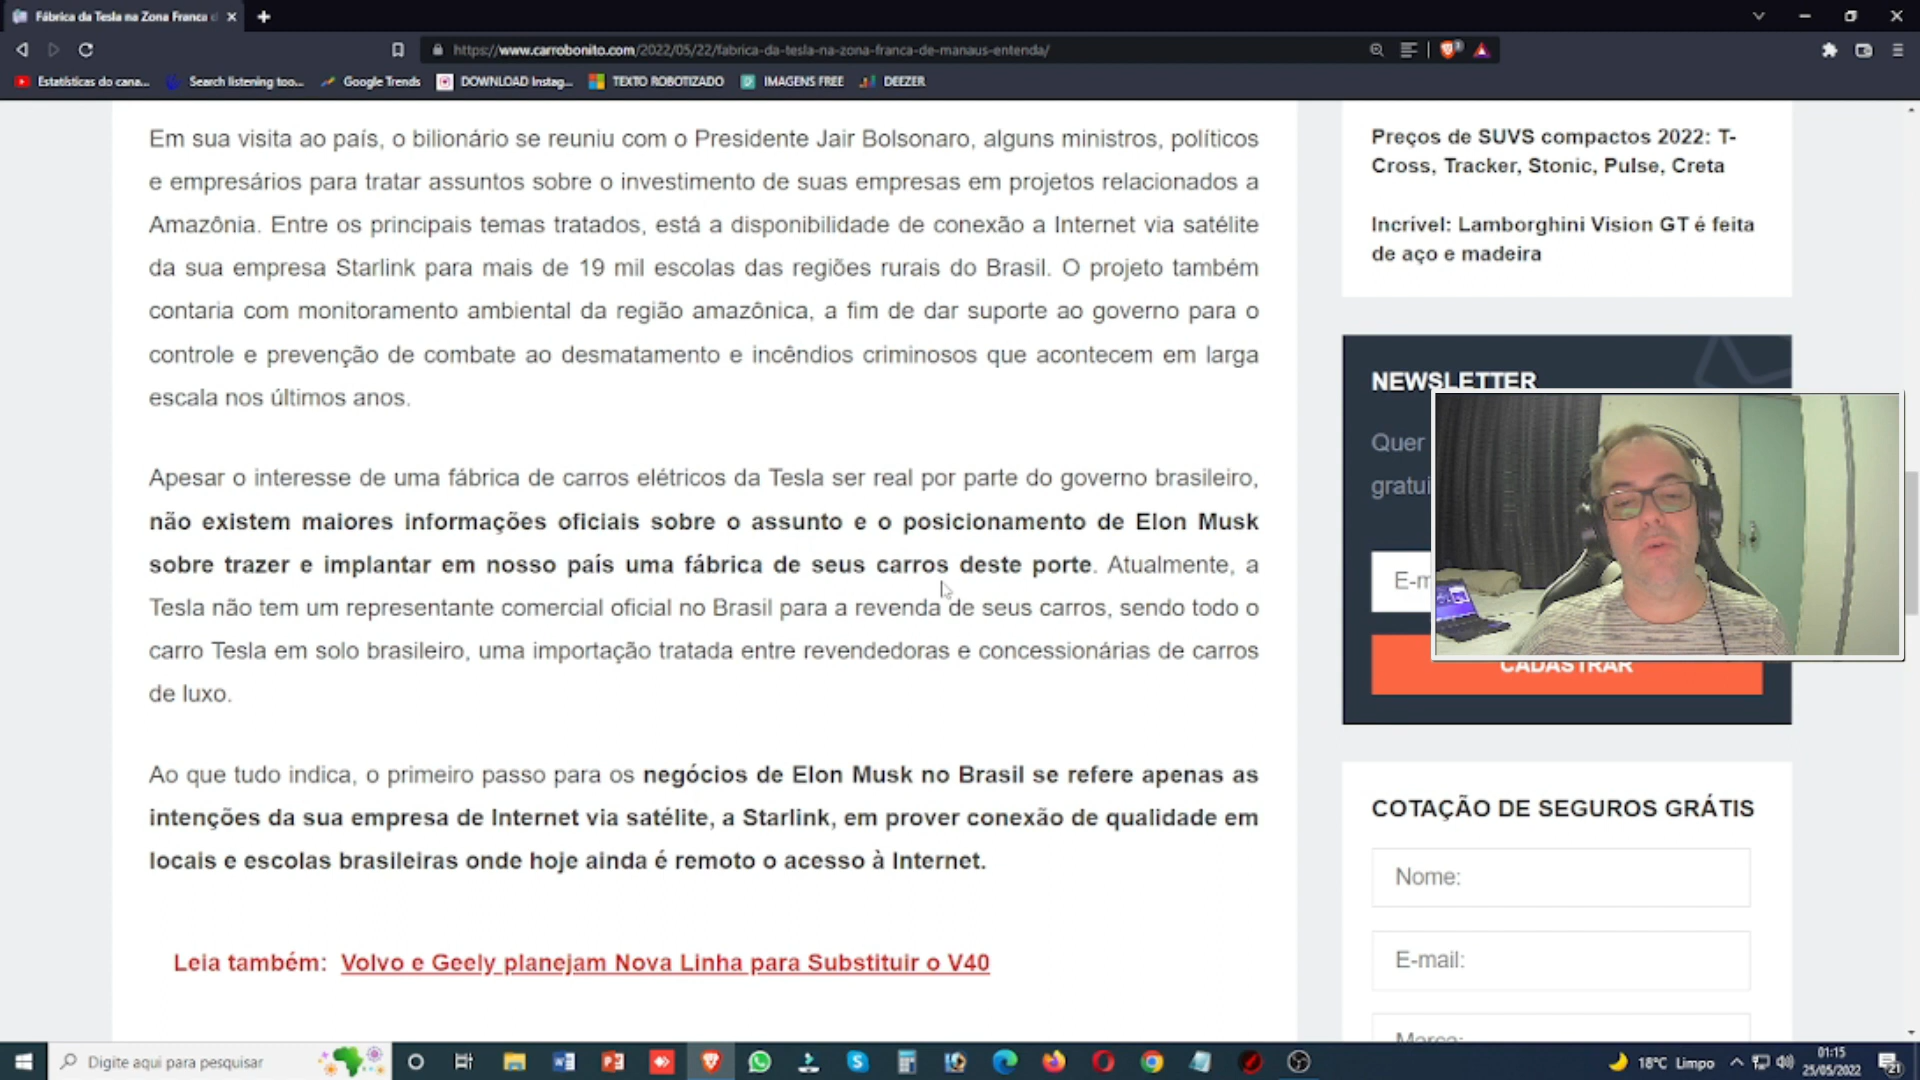 Fábrica da Tesla na Zona Franca d
https://www.carrobonito.com/2022/05/22/fabrica-da-tesla-na-zona-franca-de-manaus-entenda/
Estatísticas do cana... Search listening too... Google Trends DOWNLOAD Instag... TEXTO ROBOTIZADO IMAGENS FREE DEEZER
Em sua visita ao país, o bilionário se reuniu com o Presidente Jair Bolsonaro, alguns ministros, políticos
e empresários para tratar assuntos sobre o investimento de suas empresas em projetos relacionados a
Amazônia. Entre os principais temas tratados, está a disponibilidade de conexão a Internet via satélite
da sua empresa Starlink para mais de 19 mil escolas das regiões rurais do Brasil. O projeto também
contaria com monitoramento ambiental da região amazônica, a fim de dar suporte ao governo para o
controle e prevenção de combate ao desmatamento e incêndios criminosos que acontecem em larga
escala nos últimos anos.
Apesar o interesse de uma fábrica de carros elétricos da Tesla ser real por parte do governo brasileiro,
não existem maiores informações oficiais sobre o assunto e o posicionamento de Elon Musk
sobre trazer e implantar em nosso país uma fábrica de seus carros deste porte. Atualmente, a
Tesla não tem um representante comercial oficial no Brasil para a revenda de seus carros, sendo todo o
carro Tesla em solo brasileiro, uma importação tratada entre revendedoras e concessionárias de carros
de luxo.
Ao que tudo indica, o primeiro passo para os negócios de Elon Musk no Brasil se refere apenas as
intenções da sua empresa de Internet via satélite, a Starlink, em prover conexão de qualidade em
locais e escolas brasileiras onde hoje ainda é remoto o acesso à Internet.
Leia também: Volvo e Geely planejam Nova Linha para Substituir o V40
Preços de SUVS compactos 2022: T-
Cross, Tracker, Stonic, Pulse, Creta
Incrível: Lamborghini Vision GT é feita
de aço e madeira
NEWSLETTER
Quer
gratui
E-m
CADASTRAR
COTAÇÃO DE SEGUROS GRÁTIS
Nome:
E-mail:
Marca:
Digite aqui para pesquisar
18°C Limpo
01:15
25/05/2022
21